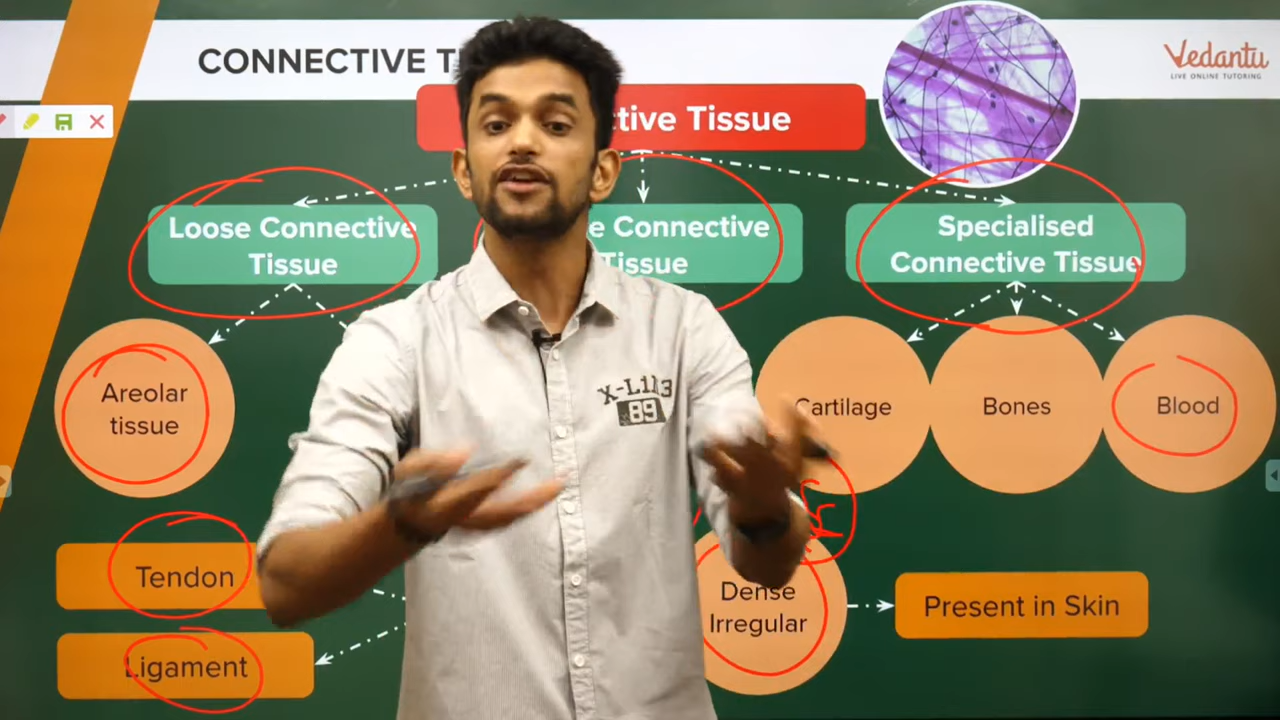 CONNECTIVE T
Vedantu
LIVE ONLINE TUTORING
ctive Tissue
Loose Connective
Tissue
e Connective
Tissue
Specialised
Connective Tissue
Areolar
tissue
Cartilage
Bones
Blood
89
Tendon
Ligament
Dense
Irregular
Present in Skin